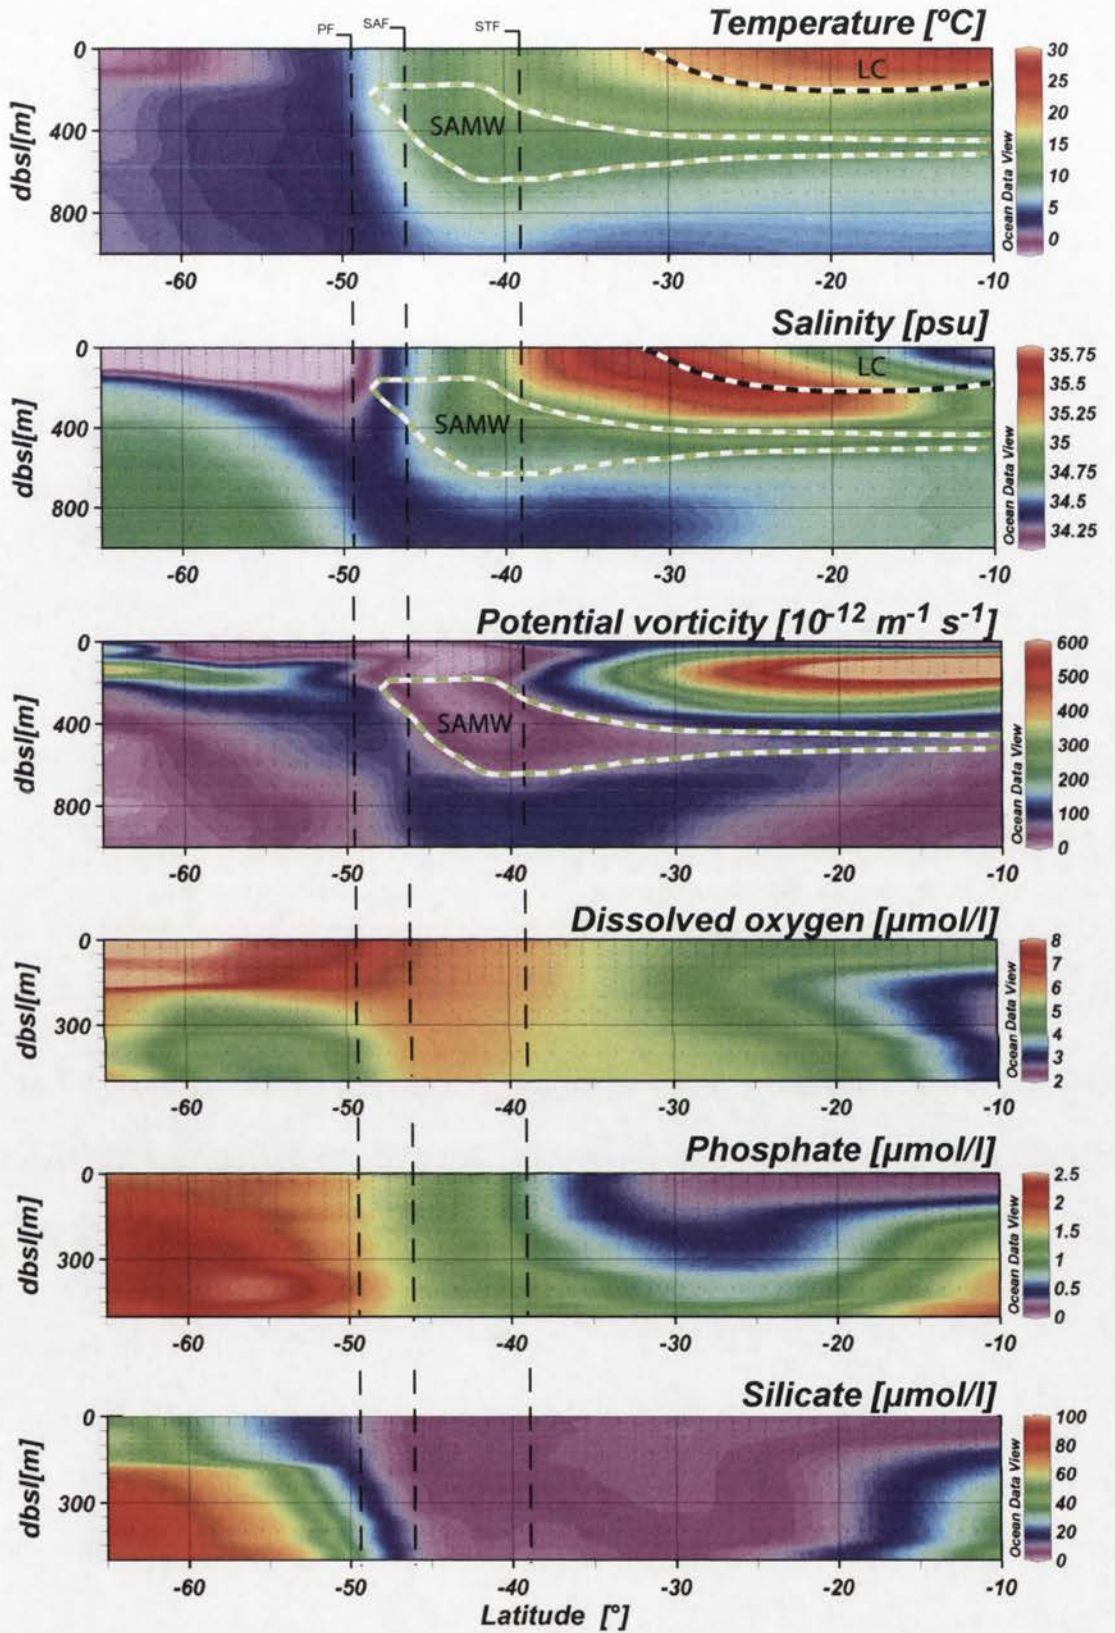 PF SAF STF Temperature [ºC]
0 LC 30
25
400 SAMW 20
dbsl[m] 15
10
800 5
0
Ocean Data View
-60 -50 -40 -30 -20 -10
Salinity [psu]
0 LC 35.75
35.5
400 SAMW 35.25
dbsl[m] 35
34.75
800 34.5
34.25
Ocean Data View
-60 -50 -40 -30 -20 -10
Potential vorticity [10-12 m-1 s-1]
0 600
500
400 SAMW 400
dbsl[m] 300
200
800 100
0
Ocean Data View
-60 -50 -40 -30 -20 -10
Dissolved oxygen [µmol/l]
0 8
7
6
dbsl[m] 5
300 4
3
2
Ocean Data View
-60 -50 -40 -30 -20 -10
Phosphate [µmol/l]
0 2.5
2
dbsl[m] 1.5
300 1
0.5
0
Ocean Data View
-60 -50 -40 -30 -20 -10
Silicate [µmol/l]
0 100
80
dbsl[m] 60
300 40
20
0
Ocean Data View
-60 -50 -40 -30 -20 -10
Latitude [°]